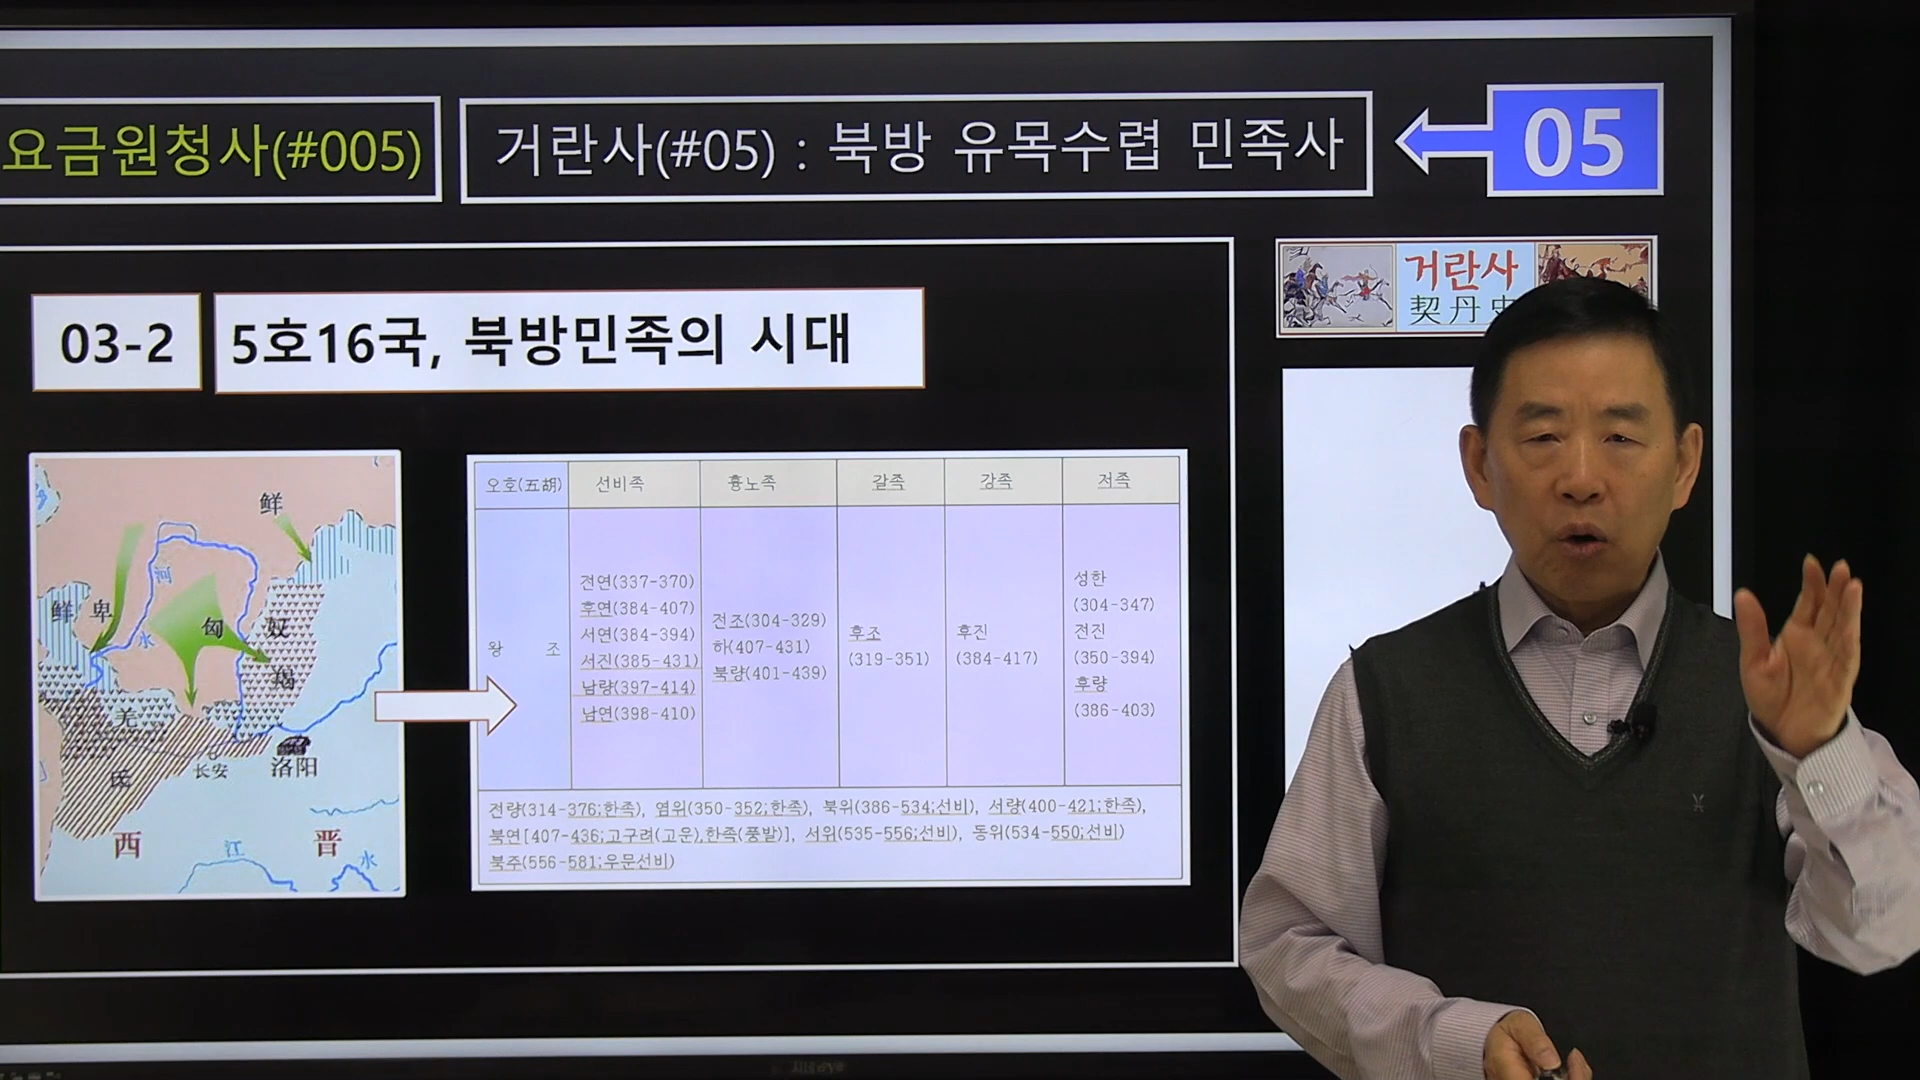 요금원청사(#005)
거란사(#05) : 북방 유목수렵 민족사
05
거란사
契丹史
03-2
5호16국, 북방민족의 시대
鲜
河
鲜 卑
水
匈 奴
羯
羌
氐
长安
洛阳
西 晋
江
水
오호(五胡) 선비족 흉노족 갈족 강족 저족
왕 조
전연(337-370)
후연(384-407)
서연(384-394)
서진(385-431)
남량(397-414)
남연(398-410)
전조(304-329)
하(407-431)
북량(401-439)
후조
(319-351)
후진
(384-417)
성한
(304-347)
전진
(350-394)
후량
(386-403)
전량(314-376;한족), 염위(350-352;한족), 북위(386-534;선비), 서량(400-421;한족),
북연[407-436;고구려(고운),한족(풍발)], 서위(535-556;선비), 동위(534-550;선비)
북주(556-581;우문선비)